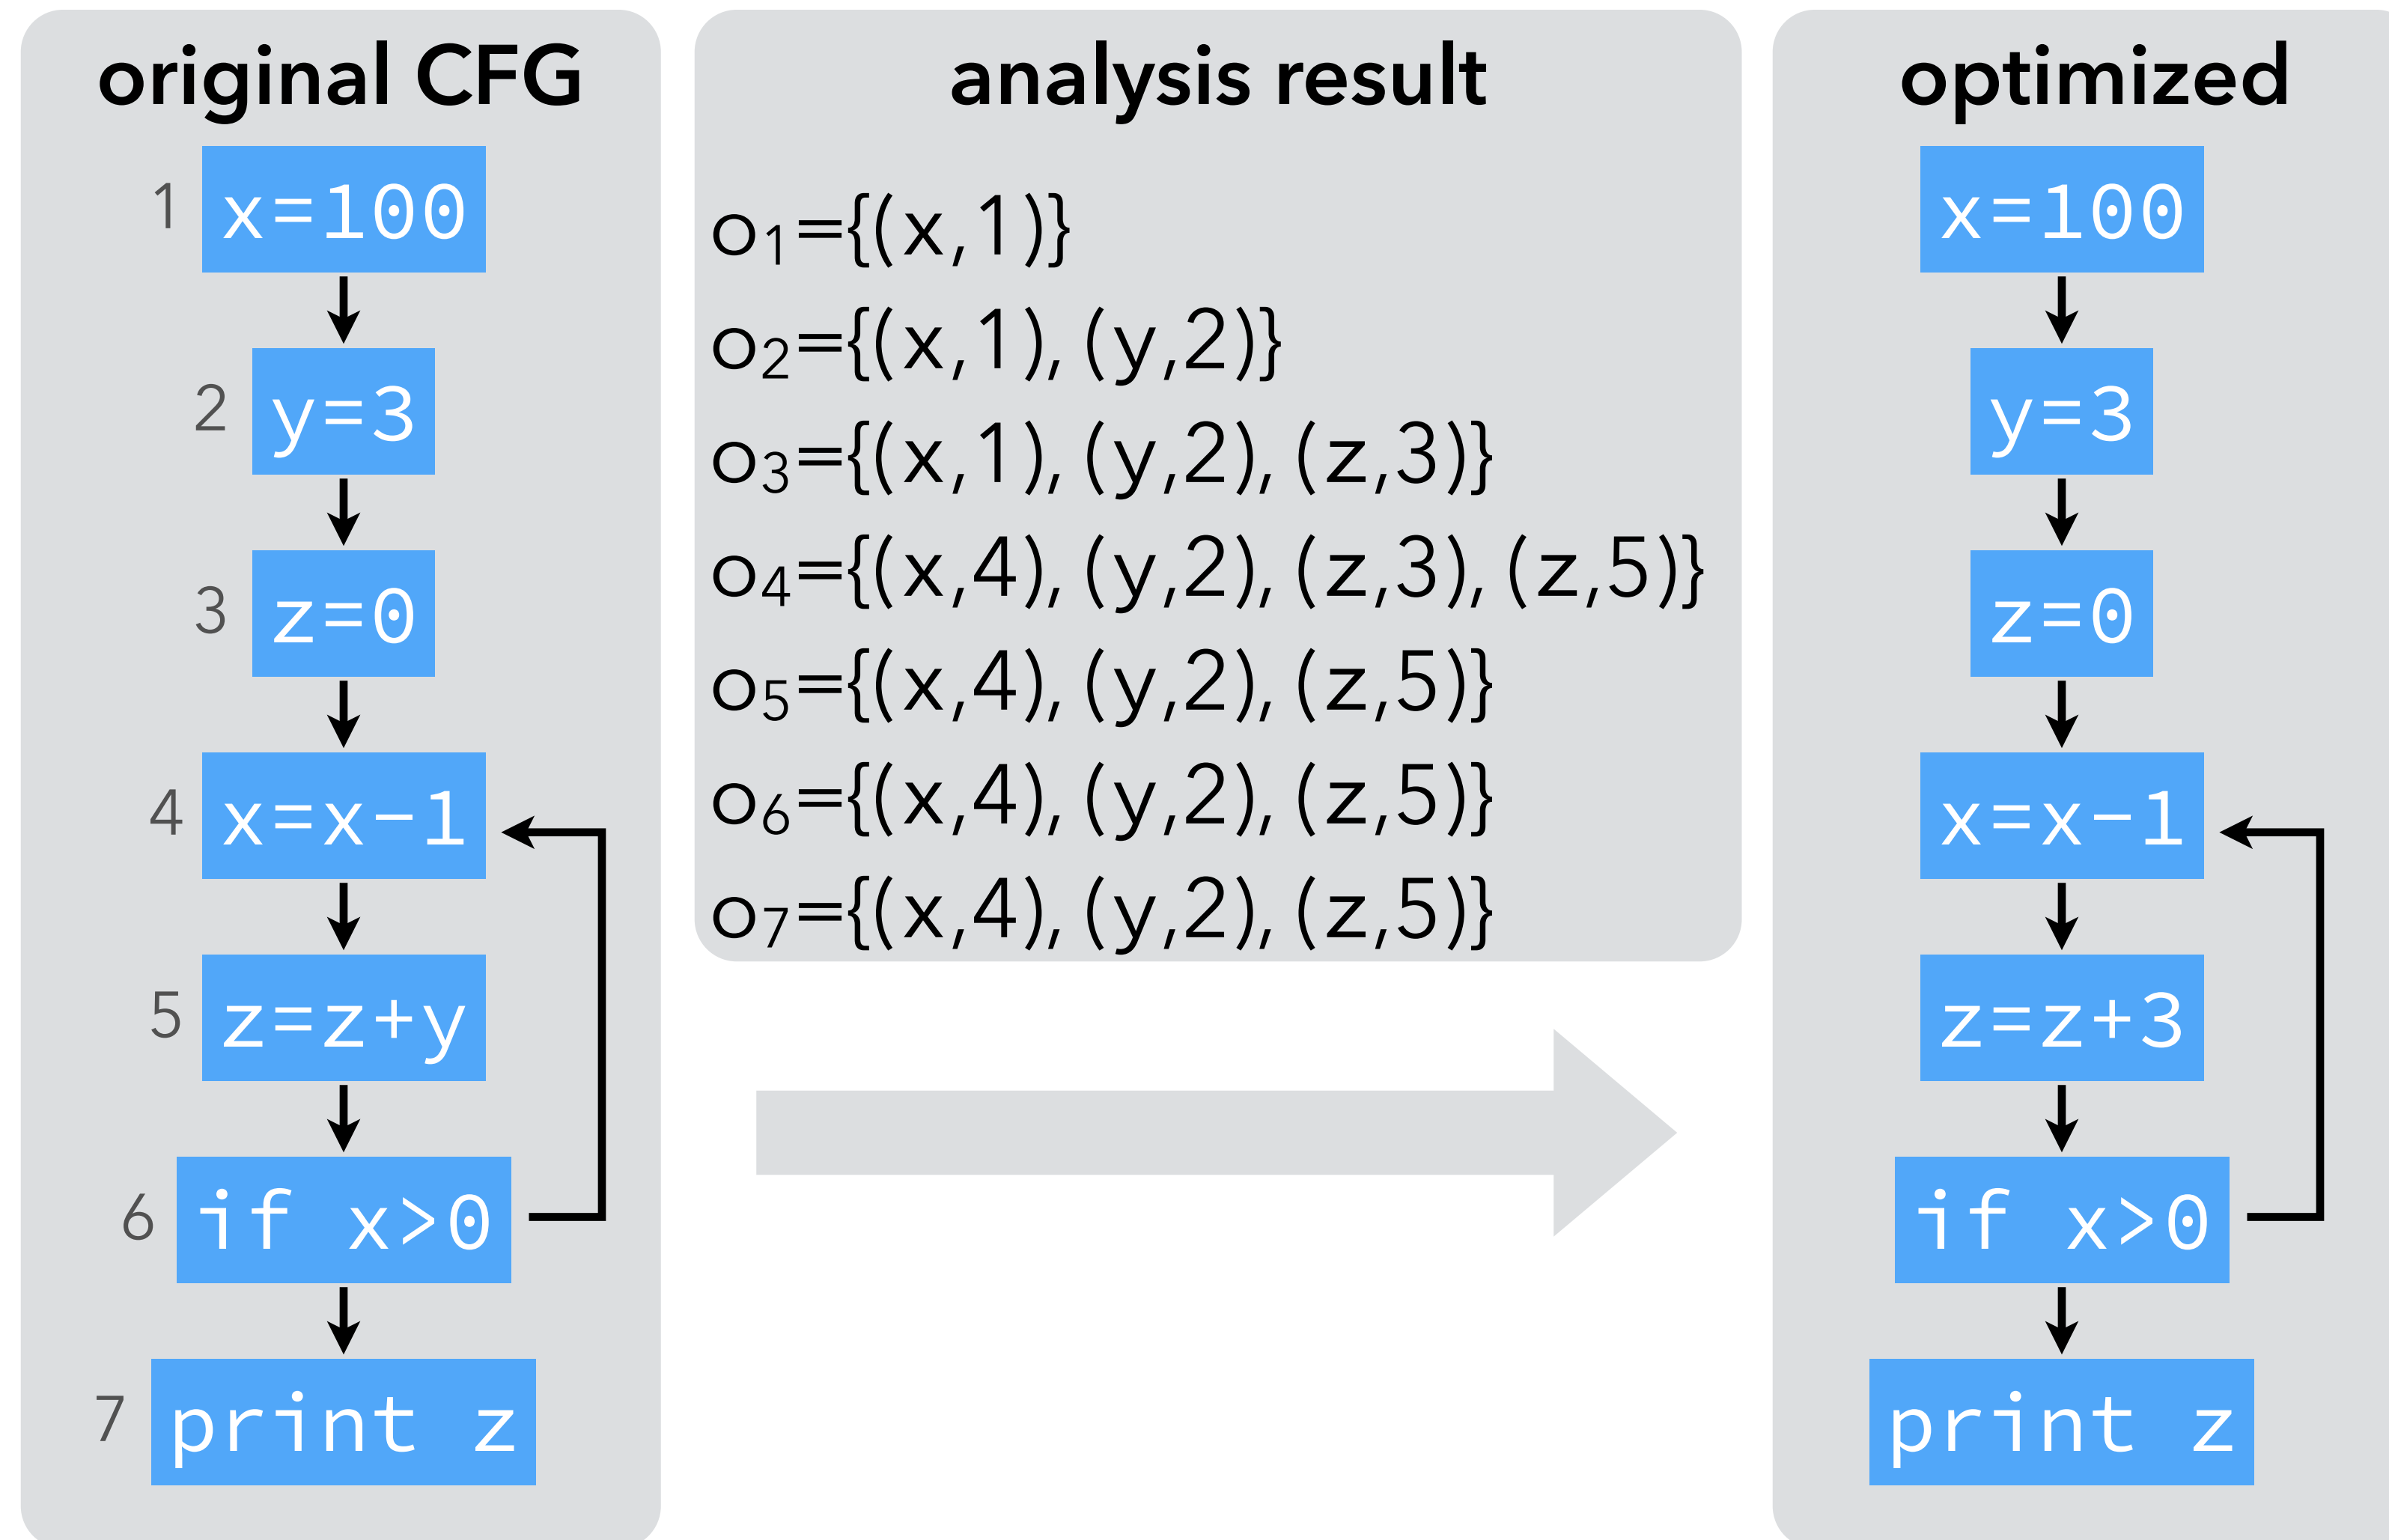 original CFG
1 x=100
2 y=3
3 z=0
4 x=x-1
5 z=z+y
6 if x>0
7 print z
analysis result
o₁={(x,1)}
o₂={(x,1), (y,2)}
o₃={(x,1), (y,2), (z,3)}
o₄={(x,4), (y,2), (z,3), (z,5)}
o₅={(x,4), (y,2), (z,5)}
o₆={(x,4), (y,2), (z,5)}
o₇={(x,4), (y,2), (z,5)}
optimized
x=100
y=3
z=0
x=x-1
z=z+3
if x>0
print z